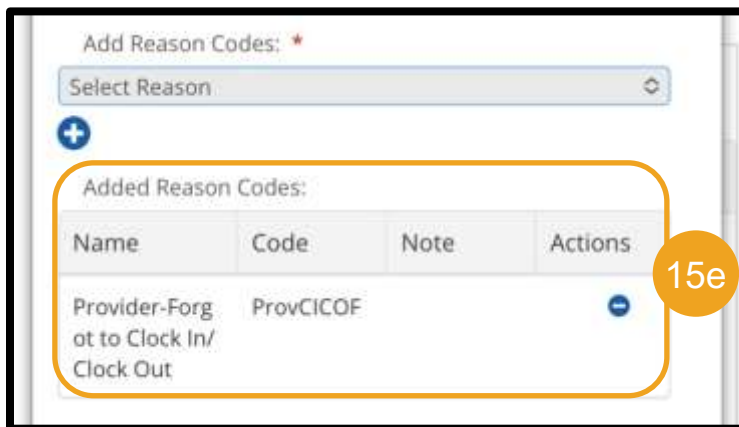 Add Reason Codes: *
Select Reason
Added Reason Codes:
Name Code Note Actions
15e
Provider-Forg ProvCICOF
ot to Clock In/
Clock Out